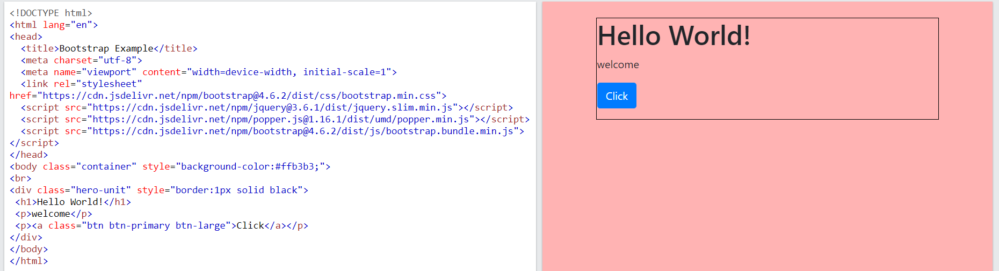 <!DOCTYPE html>
<html lang="en">
<head>
  <title>Bootstrap Example</title>
  <meta charset="utf-8">
  <meta name="viewport" content="width=device-width, initial-scale=1">
  <link rel="stylesheet"
href="https://cdn.jsdelivr.net/npm/bootstrap@4.6.2/dist/css/bootstrap.min.css">
  <script src="https://cdn.jsdelivr.net/npm/jquery@3.6.1/dist/jquery.slim.min.js"></script>
  <script src="https://cdn.jsdelivr.net/npm/popper.js@1.16.1/dist/umd/popper.min.js"></script>
  <script src="https://cdn.jsdelivr.net/npm/bootstrap@4.6.2/dist/js/bootstrap.bundle.min.js">
</script>
</head>
<body class="container" style="background-color:#ffb3b3;">
<br>
<div class="hero-unit" style="border:1px solid black">
 <h1>Hello World!</h1>
 <p>welcome</p>
 <p><a class="btn btn-primary btn-large">Click</a></p>
</div>
</body>
</html>
Hello World!
welcome
Click